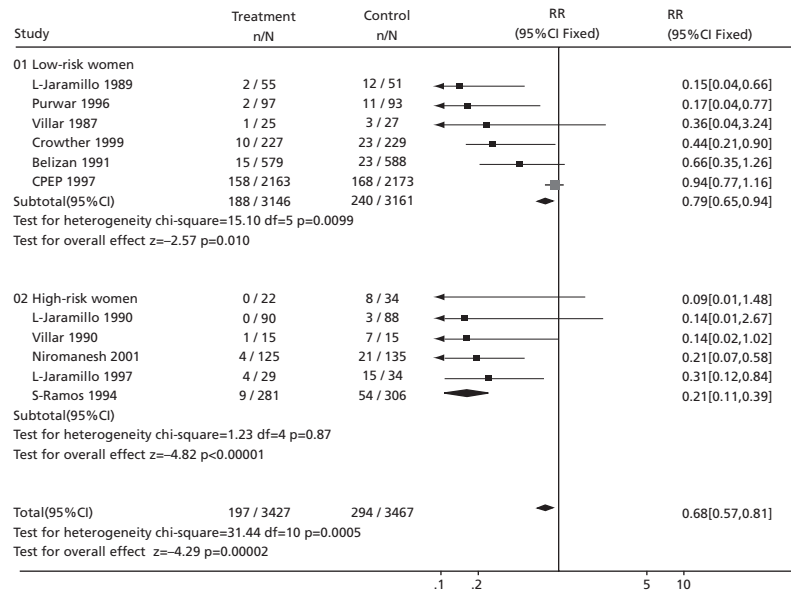 Treatment Control RR RR
Study n/N n/N (95%CI Fixed) (95%CI Fixed)
01 Low-risk women
L-Jaramillo 1989 2 / 55 12 / 51 0.15[0.04,0.66]
Purwar 1996 2 / 97 11 / 93 0.17[0.04,0.77]
Villar 1987 1 / 25 3 / 27 0.36[0.04,3.24]
Crowther 1999 10 / 227 23 / 229 0.44[0.21,0.90]
Belizan 1991 15 / 579 23 / 588 0.66[0.35,1.26]
CPEP 1997 158 / 2163 168 / 2173 0.94[0.77,1.16]
Subtotal(95%CI) 188 / 3146 240 / 3161 0.79[0.65,0.94]
Test for heterogeneity chi-square=15.10 df=5 p=0.0099
Test for overall effect z=–2.57 p=0.010
02 High-risk women 0 / 22 8 / 34 0.09[0.01,1.48]
L-Jaramillo 1990 0 / 90 3 / 88 0.14[0.01,2.67]
Villar 1990 1 / 15 7 / 15 0.14[0.02,1.02]
Niromanesh 2001 4 / 125 21 / 135 0.21[0.07,0.58]
L-Jaramillo 1997 4 / 29 15 / 34 0.31[0.12,0.84]
S-Ramos 1994 9 / 281 54 / 306 0.21[0.11,0.39]
Subtotal(95%CI)
Test for heterogeneity chi-square=1.23 df=4 p=0.87
Test for overall effect z=–4.82 p<0.00001
Total(95%CI) 197 / 3427 294 / 3467 0.68[0.57,0.81]
Test for heterogeneity chi-square=31.44 df=10 p=0.0005
Test for overall effect z=–4.29 p=0.00002
.1 .2 5 10